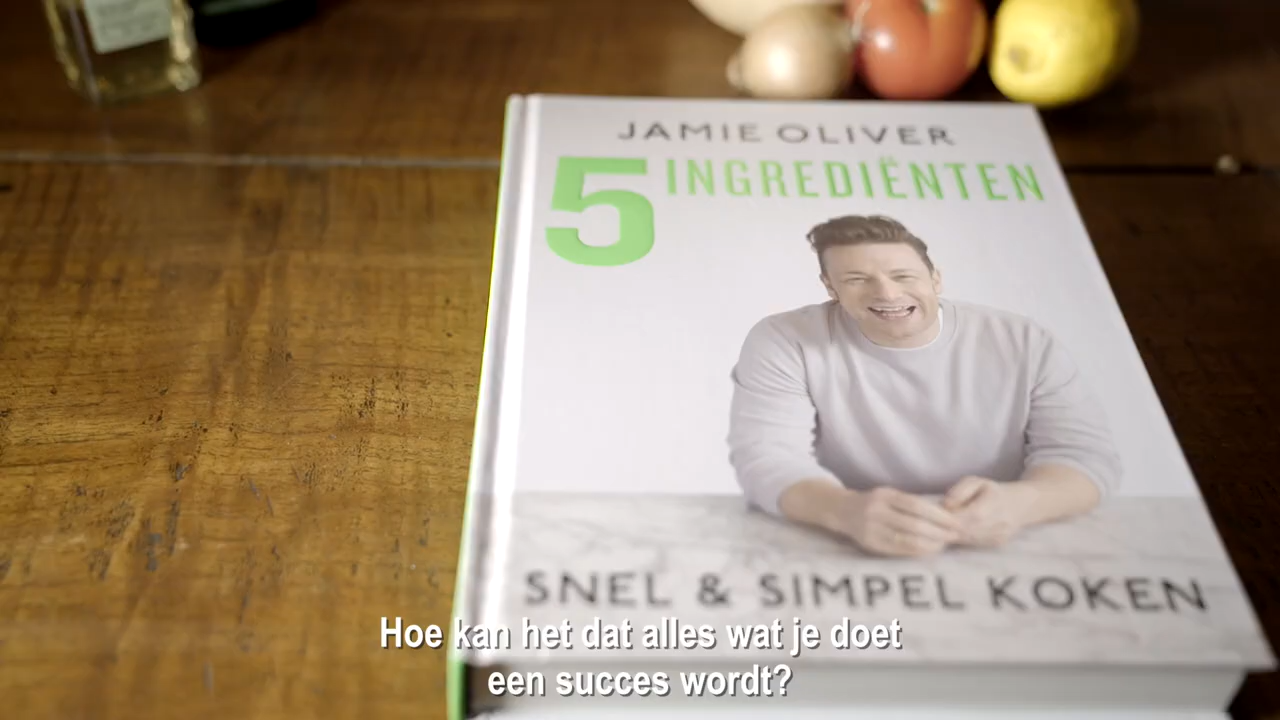 JAMIE OLIVER
5 INGREDIËNTEN
SNEL & SIMPEL KOKEN
Hoe kan het dat alles wat je doet
een succes wordt?